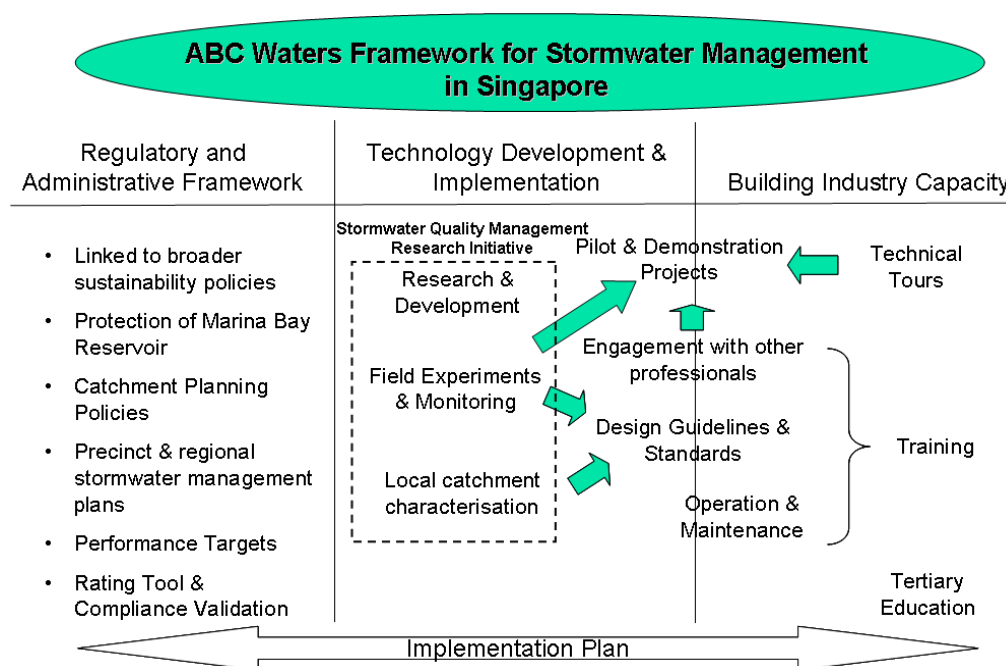 ABC Waters Framework for Stormwater Management
in Singapore
Regulatory and
Administrative Framework
Technology Development &
Implementation
Building Industry Capacity
• Linked to broader
sustainability policies
• Protection of Marina Bay
Reservoir
• Catchment Planning
Policies
• Precinct & regional
stormwater management
plans
• Performance Targets
• Rating Tool &
Compliance Validation
Stormwater Quality Management
Research Initiative
Research &
Development
Field Experiments
& Monitoring
Local catchment
characterisation
Pilot & Demonstration
Projects
Engagement with other
professionals
Design Guidelines &
Standards
Operation &
Maintenance
Technical
Tours
Training
Tertiary
Education
Implementation Plan